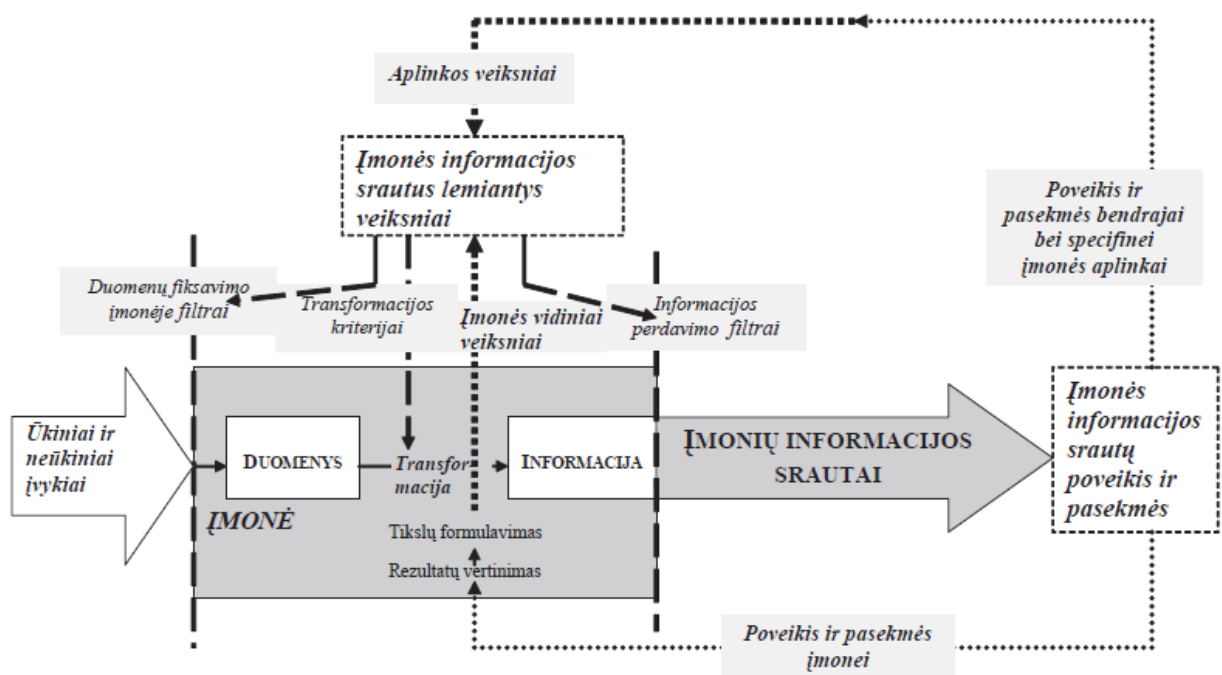 Aplinkos veiksniai
Įmonės informacijos
srautus lemiantys
veiksniai
Poveikis ir
pasekmės bendrajai
bei specifinei
įmonės aplinkai
Duomenų fiksavimo
įmonėje filtrai
Transformacijos
kriterijai
Įmonės vidiniai
veiksniai
Informacijos
perdavimo filtrai
Ūkiniai ir
neūkiniai
įvykiai
DUOMENYS
Transfor-
macija
INFORMACIJA
ĮMONIŲ INFORMACIJOS
SRAUTAI
Įmonės
informacijos
srautų
poveikis ir
pasekmės
ĮMONĖ
Tikslų formulavimas
Rezultatų vertinimas
Poveikis ir pasekmės
įmonei